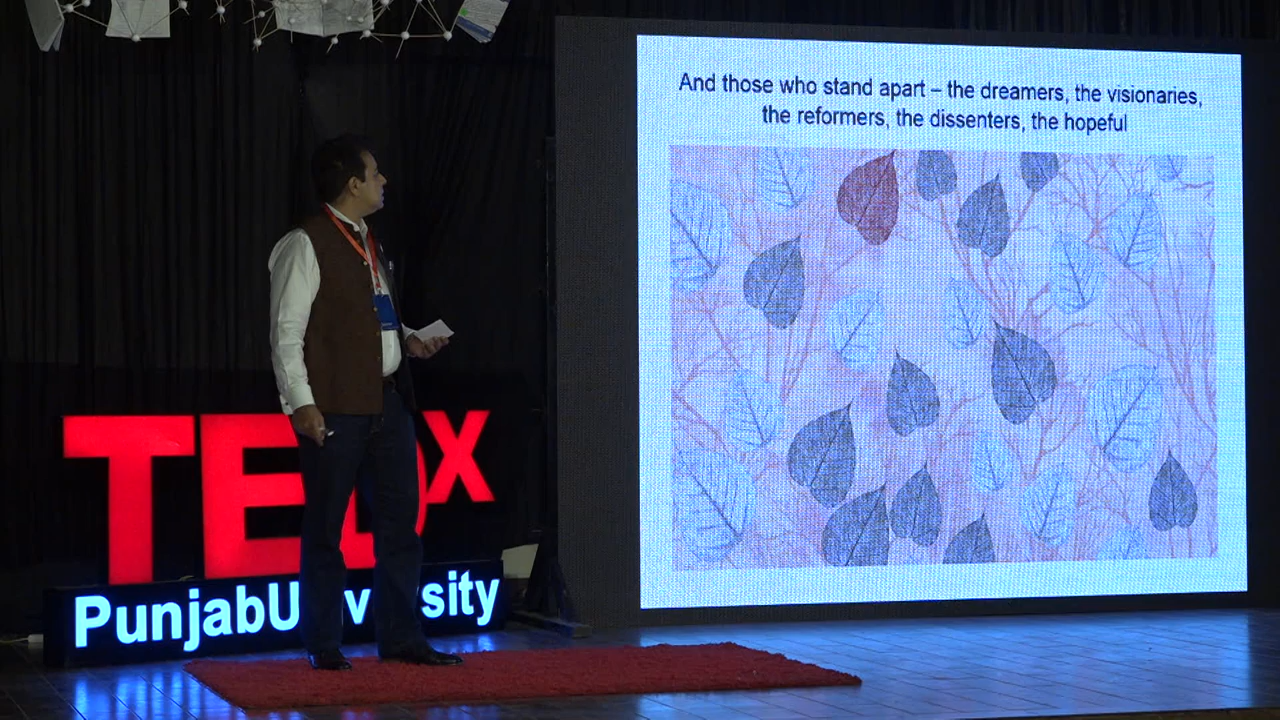 And those who stand apart – the dreamers, the visionaries,
the reformers, the dissenters, the hopeful
TEDx
PunjabU v sity